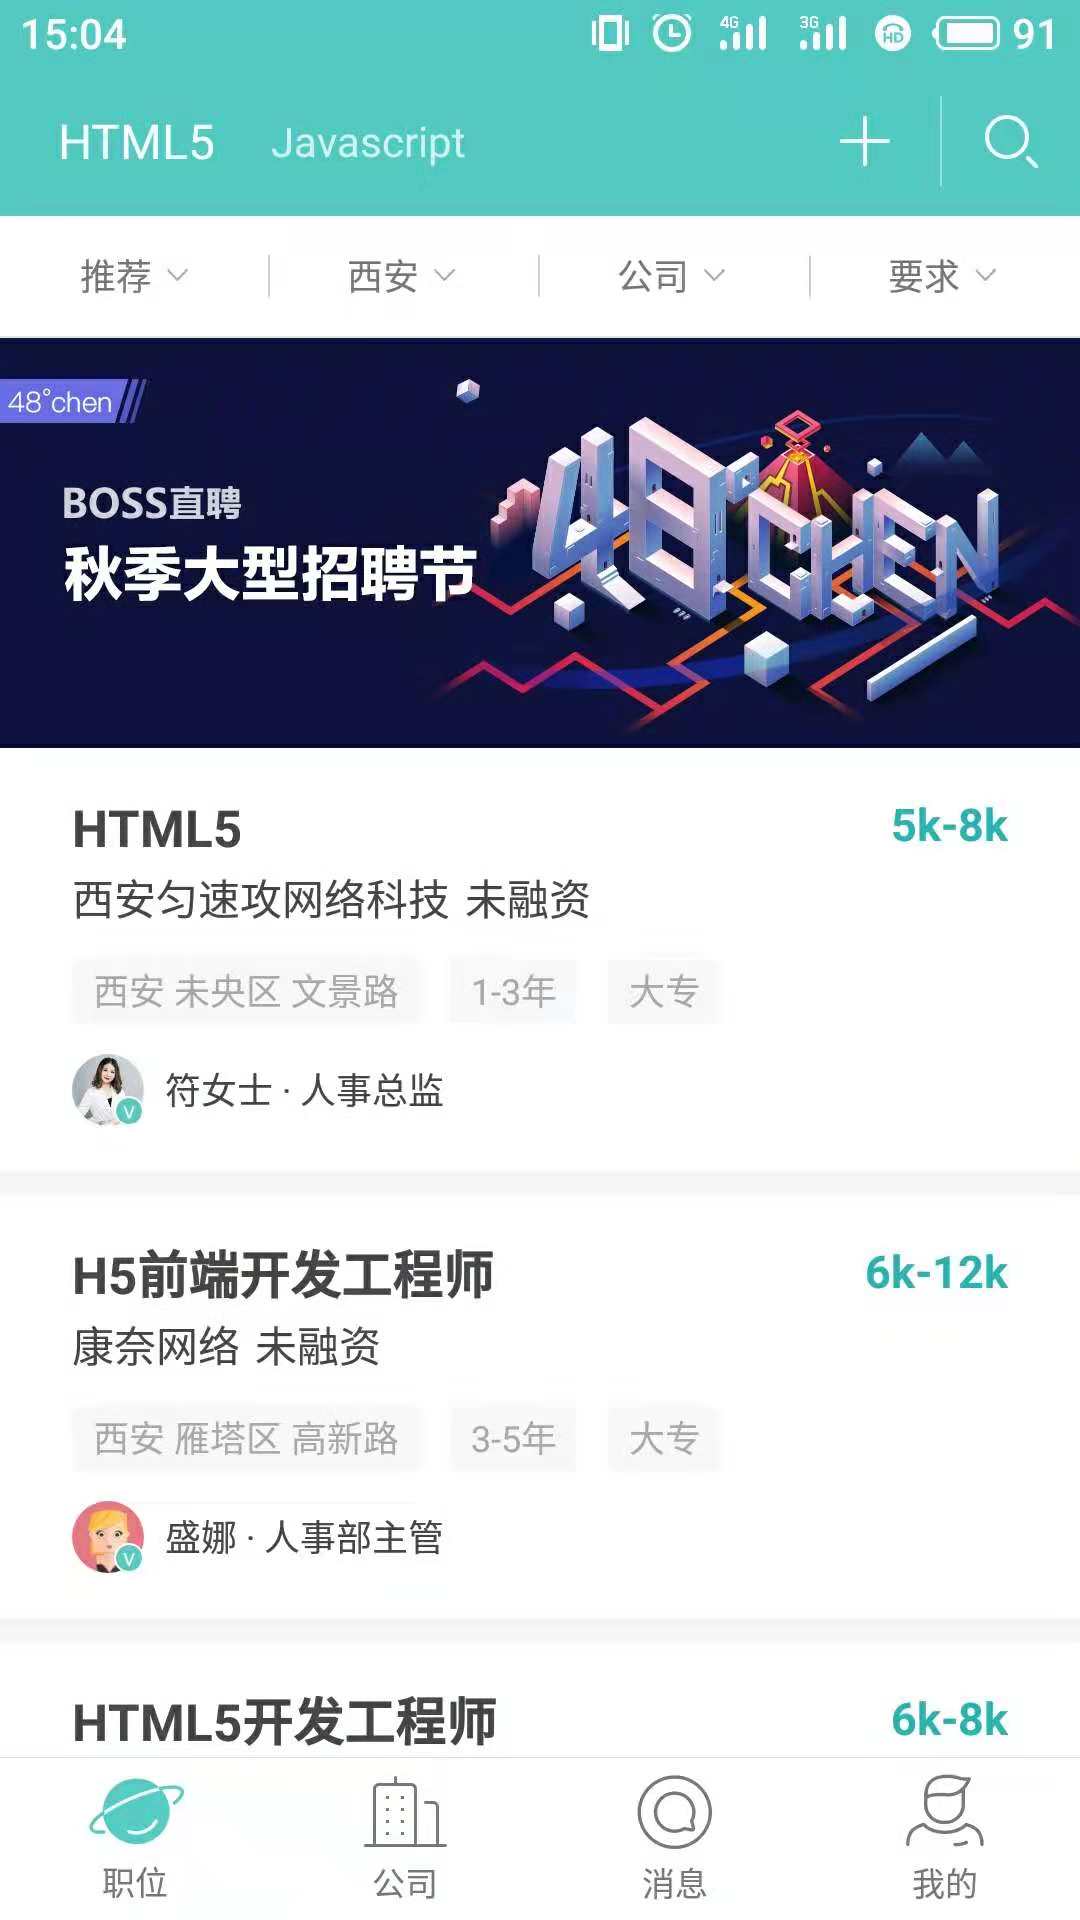 15:04 4G 3G HD 91
HTML5 Javascript
推荐 西安 公司 要求
48°chen
48°CHEN
BOSS直聘
秋季大型招聘节
HTML5 5k-8k
西安匀速攻网络科技 未融资
西安 未央区 文景路 1-3年 大专
V 符女士 · 人事总监
H5前端开发工程师 6k-12k
康奈网络 未融资
西安 雁塔区 高新路 3-5年 大专
V 盛娜 · 人事部主管
HTML5开发工程师 6k-8k
职位 公司 消息 我的